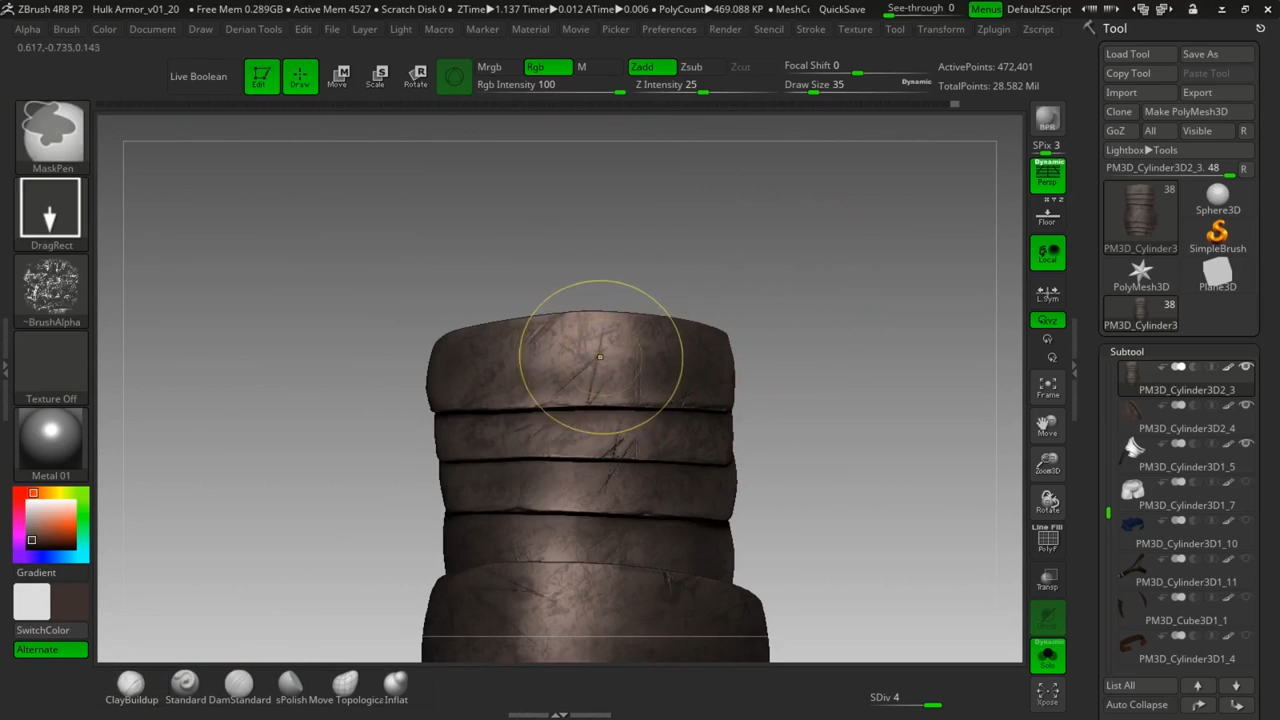 ZBrush 4R8 P2 Hulk Armor_v01_20 • Free Mem 0.289GB • Active Mem 4527 • Scratch Disk 0 • ZTime▶1.137 Timer▶0.012 ATime▶0.006 • PolyCount▶469.088 KP • MeshCo QuickSave See-through 0 Menus DefaultZScript
Alpha Brush Color Document Draw Derian Tools Edit File Layer Light Macro Marker Material Movie Picker Preferences Render Stencil Stroke Texture Tool Transform Zplugin Zscript
0.617,-0.735,0.143
Live Boolean
Edit Draw Move Scale Rotate
Mrgb Rgb M Zadd Zsub Zcut
Rgb Intensity 100 Z Intensity 25
Focal Shift 0
Draw Size 35 Dynamic
ActivePoints: 472,401
TotalPoints: 28.582 Mil
MaskPen
DragRect
~BrushAlpha
Texture Off
Metal 01
Gradient
SwitchColor
Alternate
BPR
SPix 3
Dynamic
Persp
X Y Z
Floor
Local
L.Sym
XYZ
Frame
Move
Zoom3D
Rotate
Line Fill
PolyF
Transp
Dynamic
Solo
Xpose
Tool
Load Tool Save As
Copy Tool Paste Tool
Import Export
Clone Make PolyMesh3D
GoZ All Visible R
Lightbox▶Tools
PM3D_Cylinder3D2_3. 48 R
38
PM3D_Cylinder3
Sphere3D
SimpleBrush
PolyMesh3D
Plane3D
38
PM3D_Cylinder3
Subtool
PM3D_Cylinder3D2_3
PM3D_Cylinder3D2_4
PM3D_Cylinder3D1_5
PM3D_Cylinder3D1_7
PM3D_Cylinder3D1_10
PM3D_Cylinder3D1_11
PM3D_Cube3D1_1
PM3D_Cylinder3D1_4
List All
Auto Collapse
ClayBuildup Standard DamStandard sPolish Move Topologica Inflat
SDiv 4